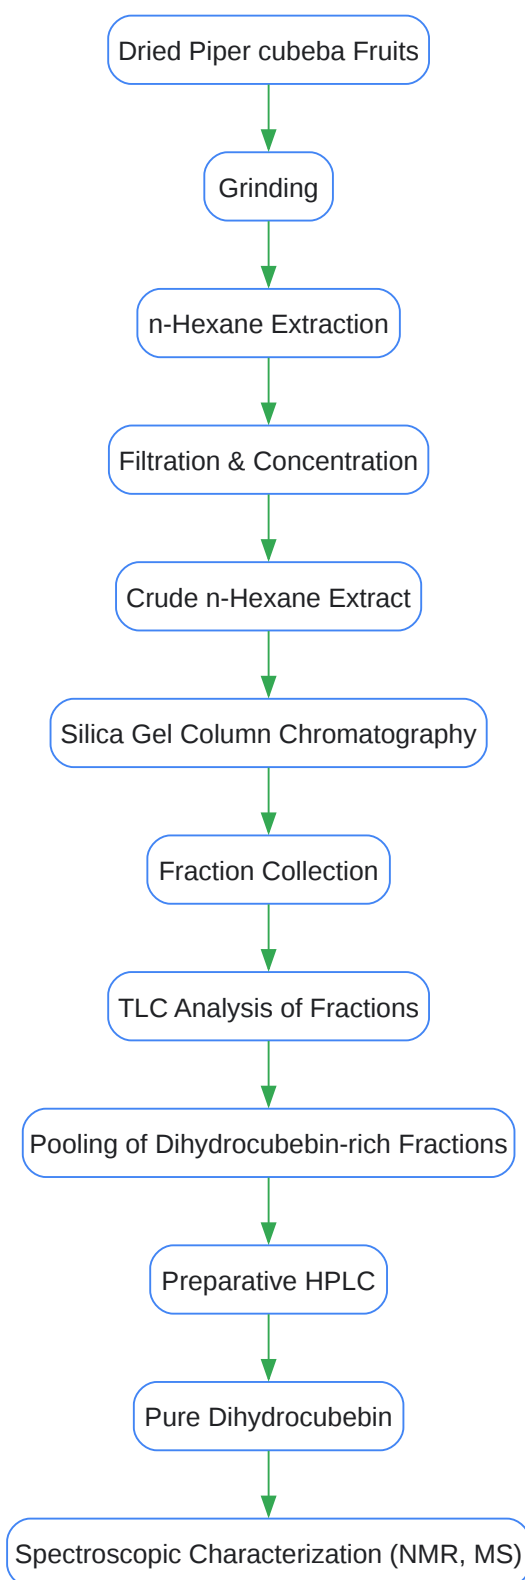 Dried Piper cubeba Fruits
Grinding
n-Hexane Extraction
Filtration & Concentration
Crude n-Hexane Extract
Silica Gel Column Chromatography
Fraction Collection
TLC Analysis of Fractions
Pooling of Dihydrocubebin-rich Fractions
Preparative HPLC
Pure Dihydrocubebin
Spectroscopic Characterization (NMR, MS)